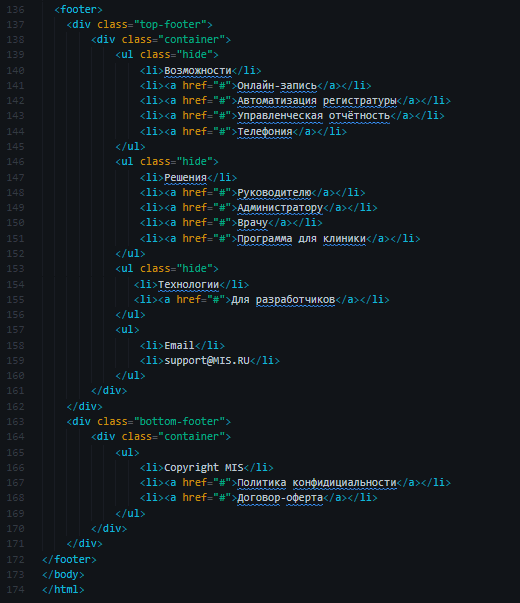 136 <footer>
137 <div class="top-footer">
138 <div class="container">
139 <ul class="hide">
140 <li>Возможности</li>
141 <li><a href="#">Онлайн-запись</a></li>
142 <li><a href="#">Автоматизация регистратуры</a></li>
143 <li><a href="#">Управленческая отчётность</a></li>
144 <li><a href="#">Телефония</a></li>
145 </ul>
146 <ul class="hide">
147 <li>Решения</li>
148 <li><a href="#">Руководителю</a></li>
149 <li><a href="#">Администратору</a></li>
150 <li><a href="#">Врачу</a></li>
151 <li><a href="#">Программа для клиники</a></li>
152 </ul>
153 <ul class="hide">
154 <li>Технологии</li>
155 <li><a href="#">Для разработчиков</a></li>
156 </ul>
157 <ul>
158 <li>Email</li>
159 <li>support@MIS.RU</li>
160 </ul>
161 </div>
162 </div>
163 <div class="bottom-footer">
164 <div class="container">
165 <ul>
166 <li>Copyright MIS</li>
167 <li><a href="#">Политика конфидициальности</a></li>
168 <li><a href="#">Договор-оферта</a></li>
169 </ul>
170 </div>
171 </div>
172 </footer>
173 </body>
174 </html>